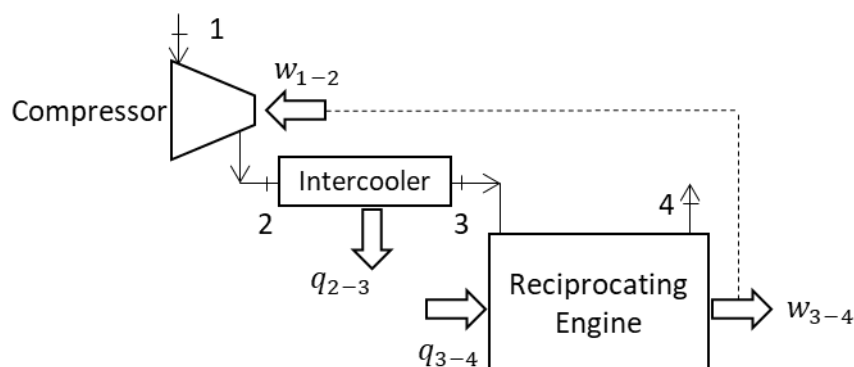 1
w₁₋₂
Compressor
Intercooler
2
3
4
q₂₋₃
Reciprocating
Engine
w₃₋₄
q₃₋₄